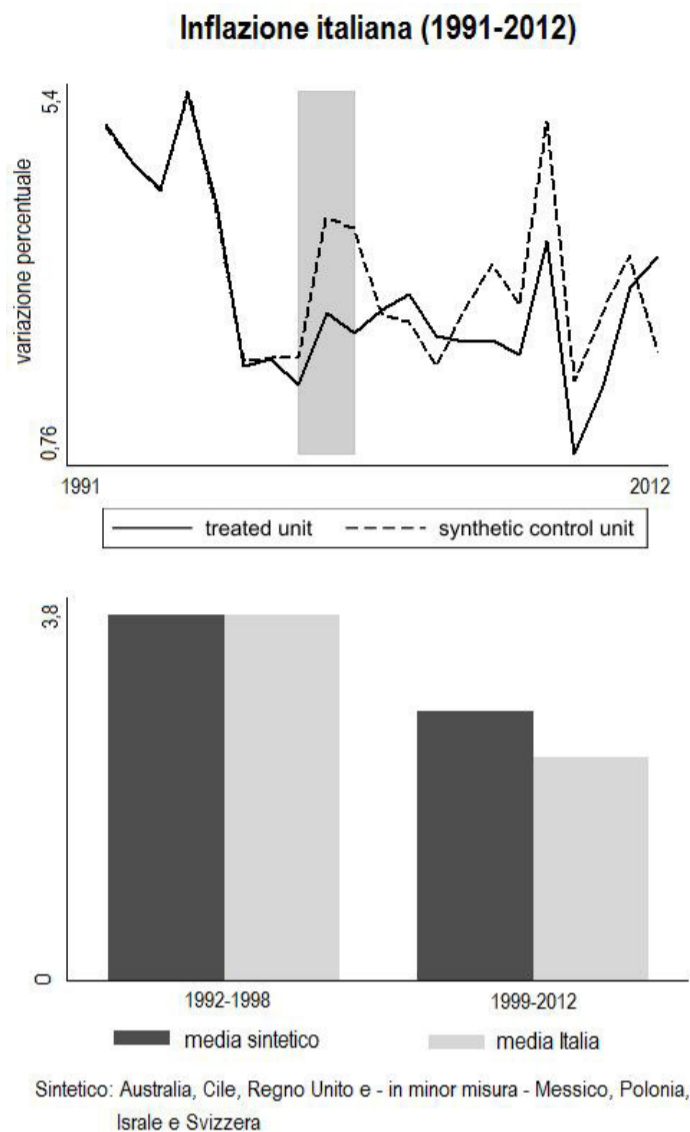 Inflazione italiana (1991-2012)
5,4
variazione percentuale
0,76
1991
2012
treated unit
synthetic control unit
3,8
0
1992-1998
1999-2012
media sintetico
media Italia
Sintetico: Australia, Cile, Regno Unito e - in minor misura - Messico, Polonia,
Israle e Svizzera